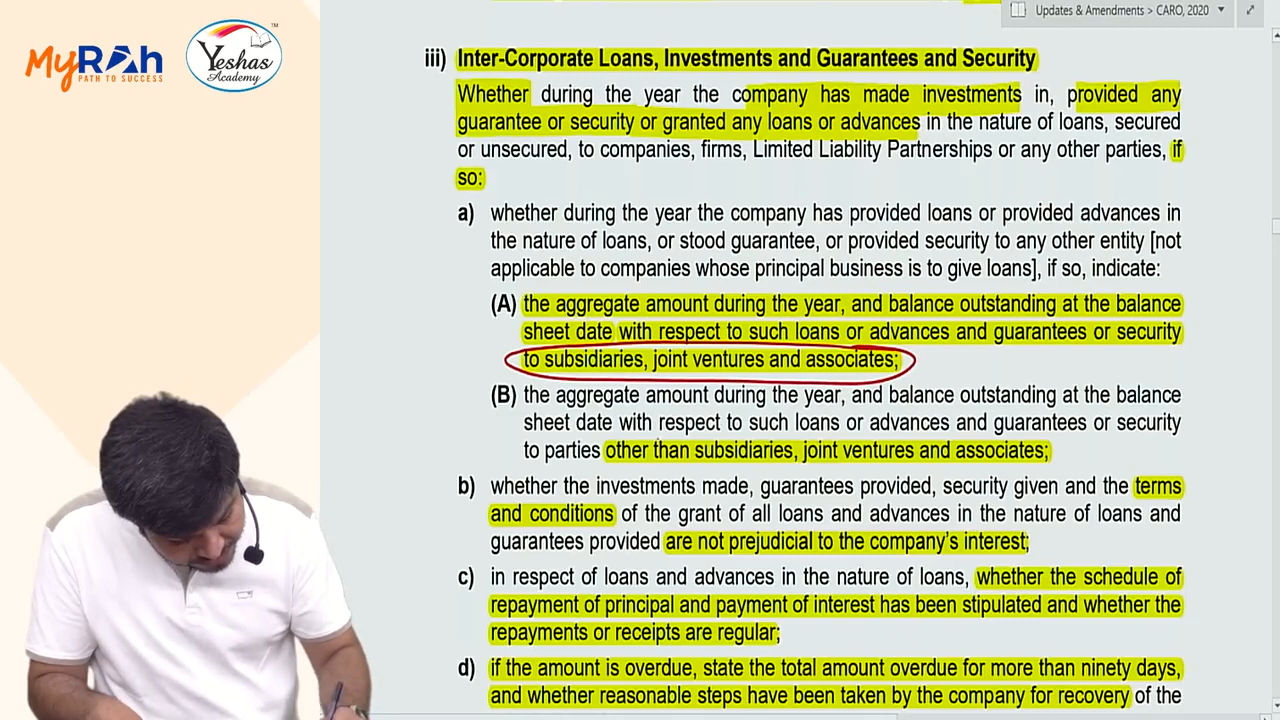 Updates & Amendments > CARO, 2020
MyRah
PATH TO SUCCESS
Yeshas
Academy
TM
iii) Inter-Corporate Loans, Investments and Guarantees and Security
Whether during the year the company has made investments in, provided any
guarantee or security or granted any loans or advances in the nature of loans, secured
or unsecured, to companies, firms, Limited Liability Partnerships or any other parties, if
so:
a) whether during the year the company has provided loans or provided advances in
the nature of loans, or stood guarantee, or provided security to any other entity [not
applicable to companies whose principal business is to give loans], if so, indicate:
(A) the aggregate amount during the year, and balance outstanding at the balance
sheet date with respect to such loans or advances and guarantees or security
to subsidiaries, joint ventures and associates;
(B) the aggregate amount during the year, and balance outstanding at the balance
sheet date with respect to such loans or advances and guarantees or security
to parties other than subsidiaries, joint ventures and associates;
b) whether the investments made, guarantees provided, security given and the terms
and conditions of the grant of all loans and advances in the nature of loans and
guarantees provided are not prejudicial to the company's interest;
c) in respect of loans and advances in the nature of loans, whether the schedule of
repayment of principal and payment of interest has been stipulated and whether the
repayments or receipts are regular;
d) if the amount is overdue, state the total amount overdue for more than ninety days,
and whether reasonable steps have been taken by the company for recovery of the